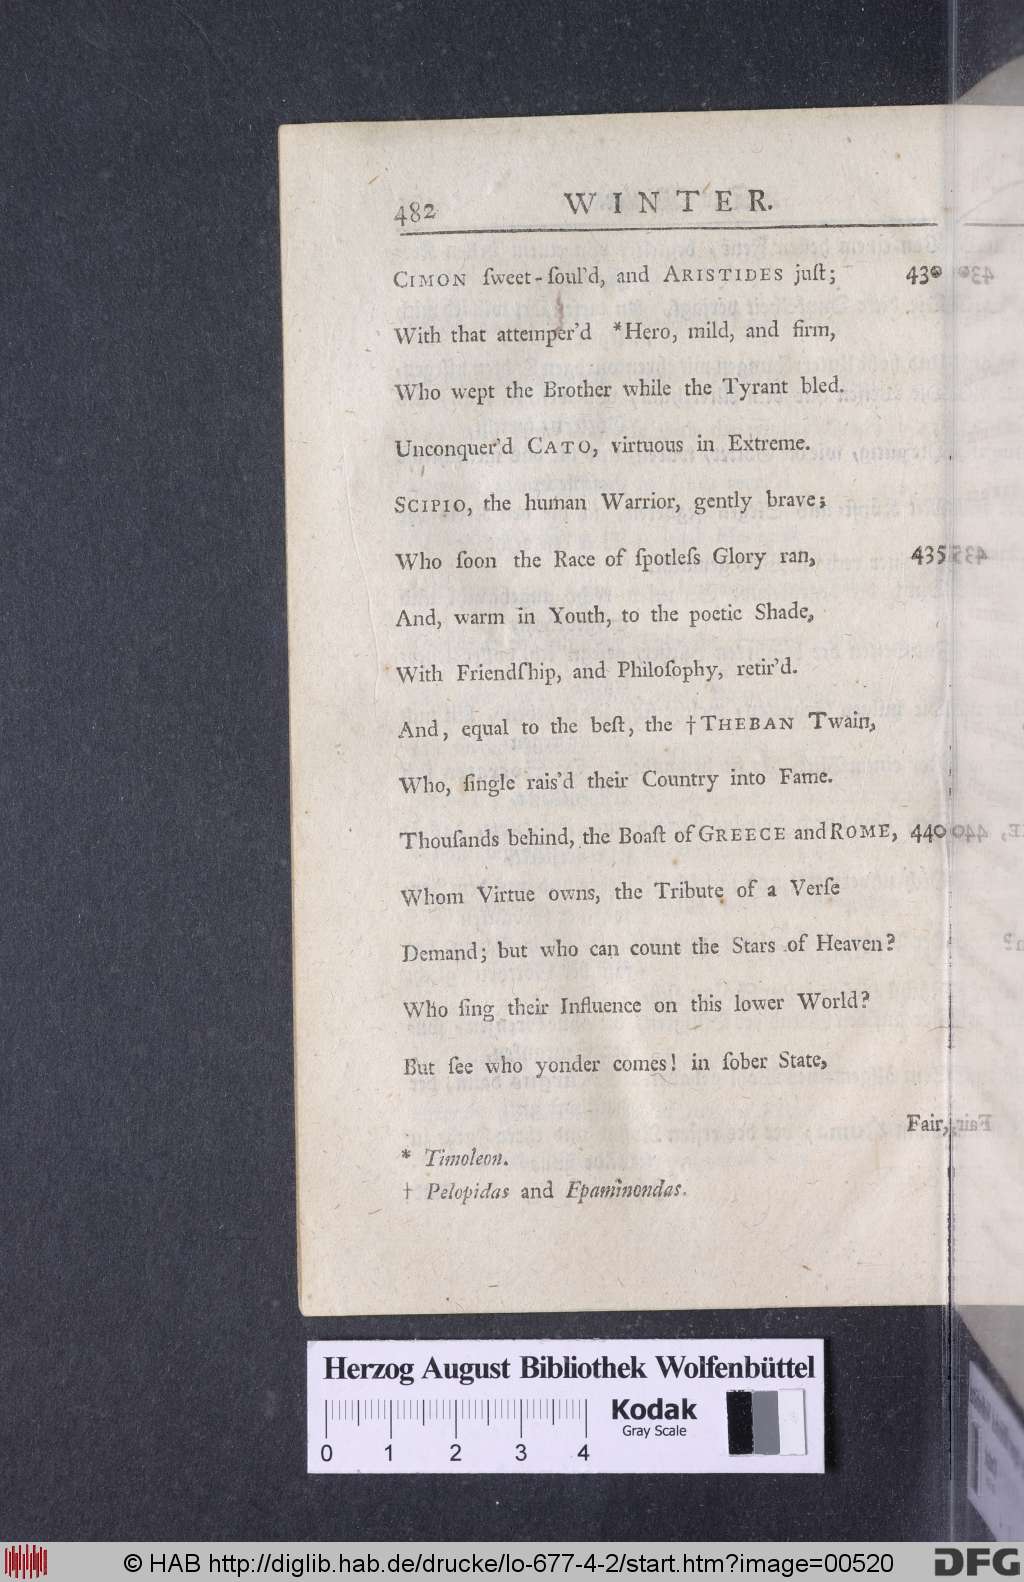 482 WINTER.
CIMON ſweet-ſoul'd, and ARISTIDES juſt; 430
With that attemper'd *Hero, mild, and firm,
Who wept the Brother while the Tyrant bled.
Unconquer'd CATO, virtuous in Extreme.
SCIPIO, the human Warrior, gently brave;
Who ſoon the Race of ſpotleſs Glory ran, 435
And, warm in Youth, to the poetic Shade,
With Friendſhip, and Philoſophy, retir'd.
And, equal to the beſt, the †THEBAN Twain,
Who, ſingle rais'd their Country into Fame.
Thouſands behind, the Boaſt of GREECE and ROME, 440
Whom Virtue owns, the Tribute of a Verſe
Demand; but who can count the Stars of Heaven?
Who ſing their Influence on this lower World?
But ſee who yonder comes! in ſober State,
Fair,
* Timoleon.
† Pelopidas and Epaminondas.
Herzog August Bibliothek Wolfenbüttel
Kodak
Gray Scale
0 1 2 3 4
© HAB http://diglib.hab.de/drucke/lo-677-4-2/start.htm?image=00520
DFG